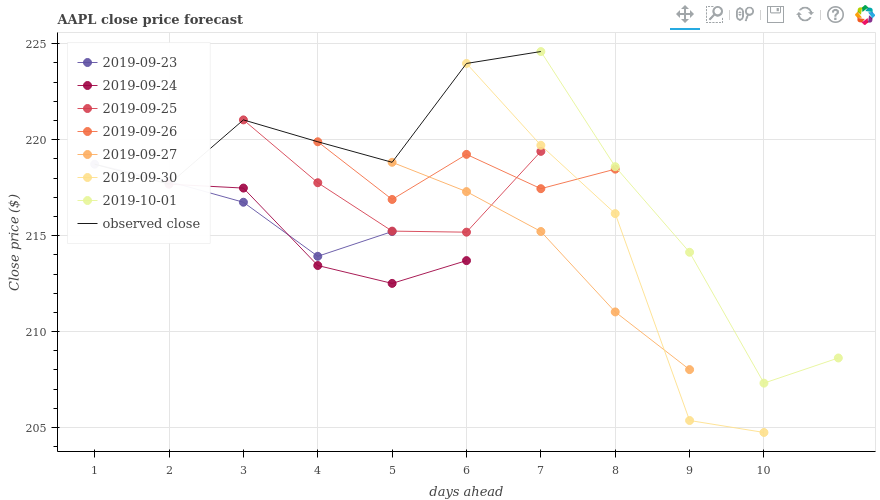 AAPL close price forecast
225
220
215
210
205
Close price ($)
2019-09-23
2019-09-24
2019-09-25
2019-09-26
2019-09-27
2019-09-30
2019-10-01
observed close
1 2 3 4 5 6 7 8 9 10
days ahead